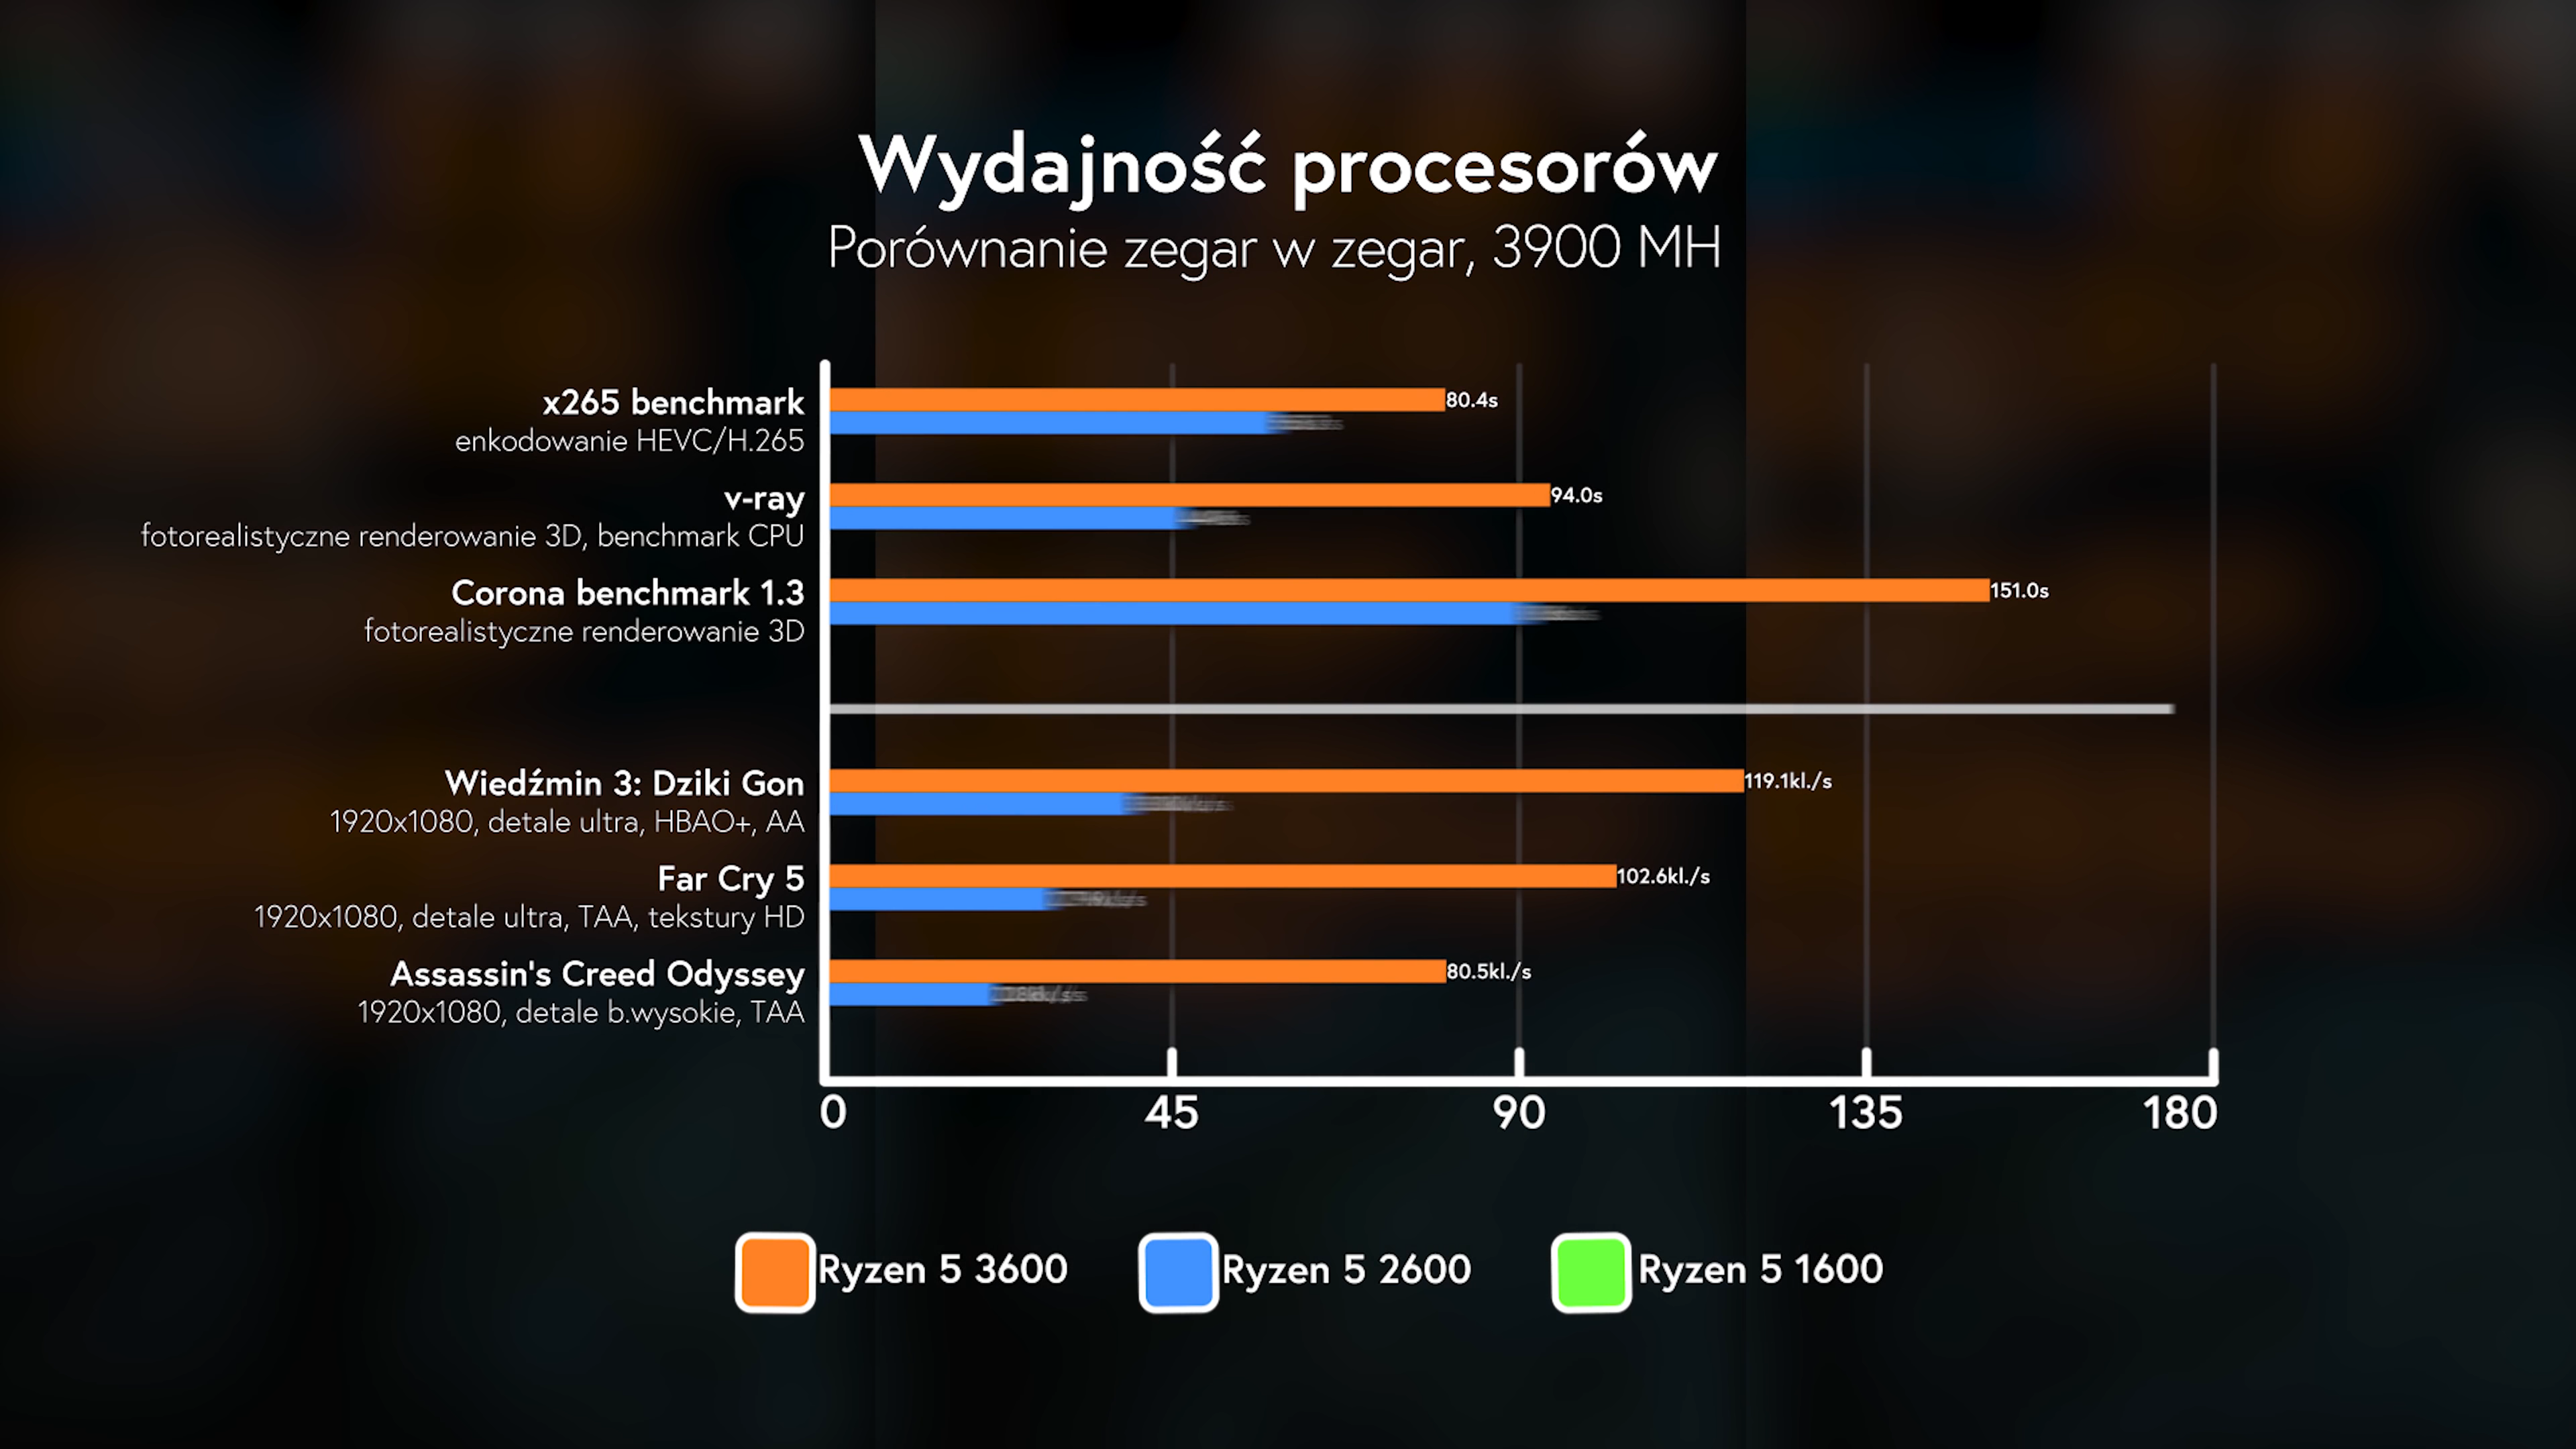 Wydajność procesorów
Porównanie zegar w zegar, 3900 MH
x265 benchmark
80.4s
enkodowanie HEVC/H.265
v-ray
94.0s
fotorealistyczne renderowanie 3D, benchmark CPU
Corona benchmark 1.3
151.0s
fotorealistyczne renderowanie 3D
Wiedźmin 3: Dziki Gon
119.1kl./s
1920x1080, detale ultra, HBAO+, AA
Far Cry 5
102.6kl./s
1920x1080, detale ultra, TAA, tekstury HD
Assassin's Creed Odyssey
80.5kl./s
1920x1080, detale b.wysokie, TAA
0 45 90 135 180
Ryzen 5 3600 Ryzen 5 2600 Ryzen 5 1600